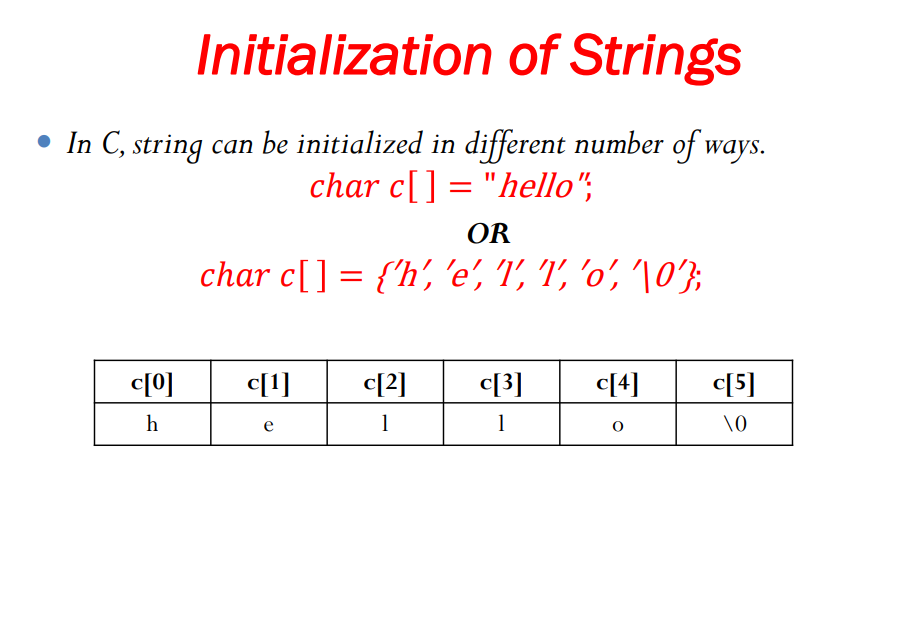 Initialization of Strings
• In C, string can be initialized in different number of ways.
char c[ ] = "hello";
OR
char c[ ] = {'h', 'e', 'l', 'l', 'o', '\0'};
c[0] c[1] c[2] c[3] c[4] c[5]
h e l l o \0